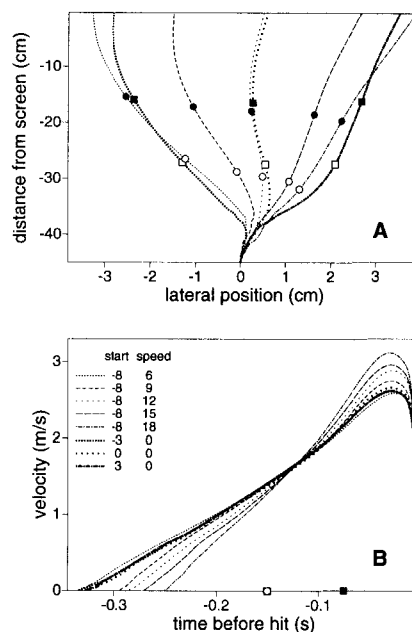 0
-10
-20
-30
-40
distance from screen (cm)
-3 -2 -1 0 1 2 3
lateral position (cm)
A
3
2
1
0
velocity (m/s)
start speed
-8 6
-8 9
-8 12
-8 15
-8 18
-3 0
0 0
3 0
-0.3 -0.2 -0.1
time before hit (s)
B